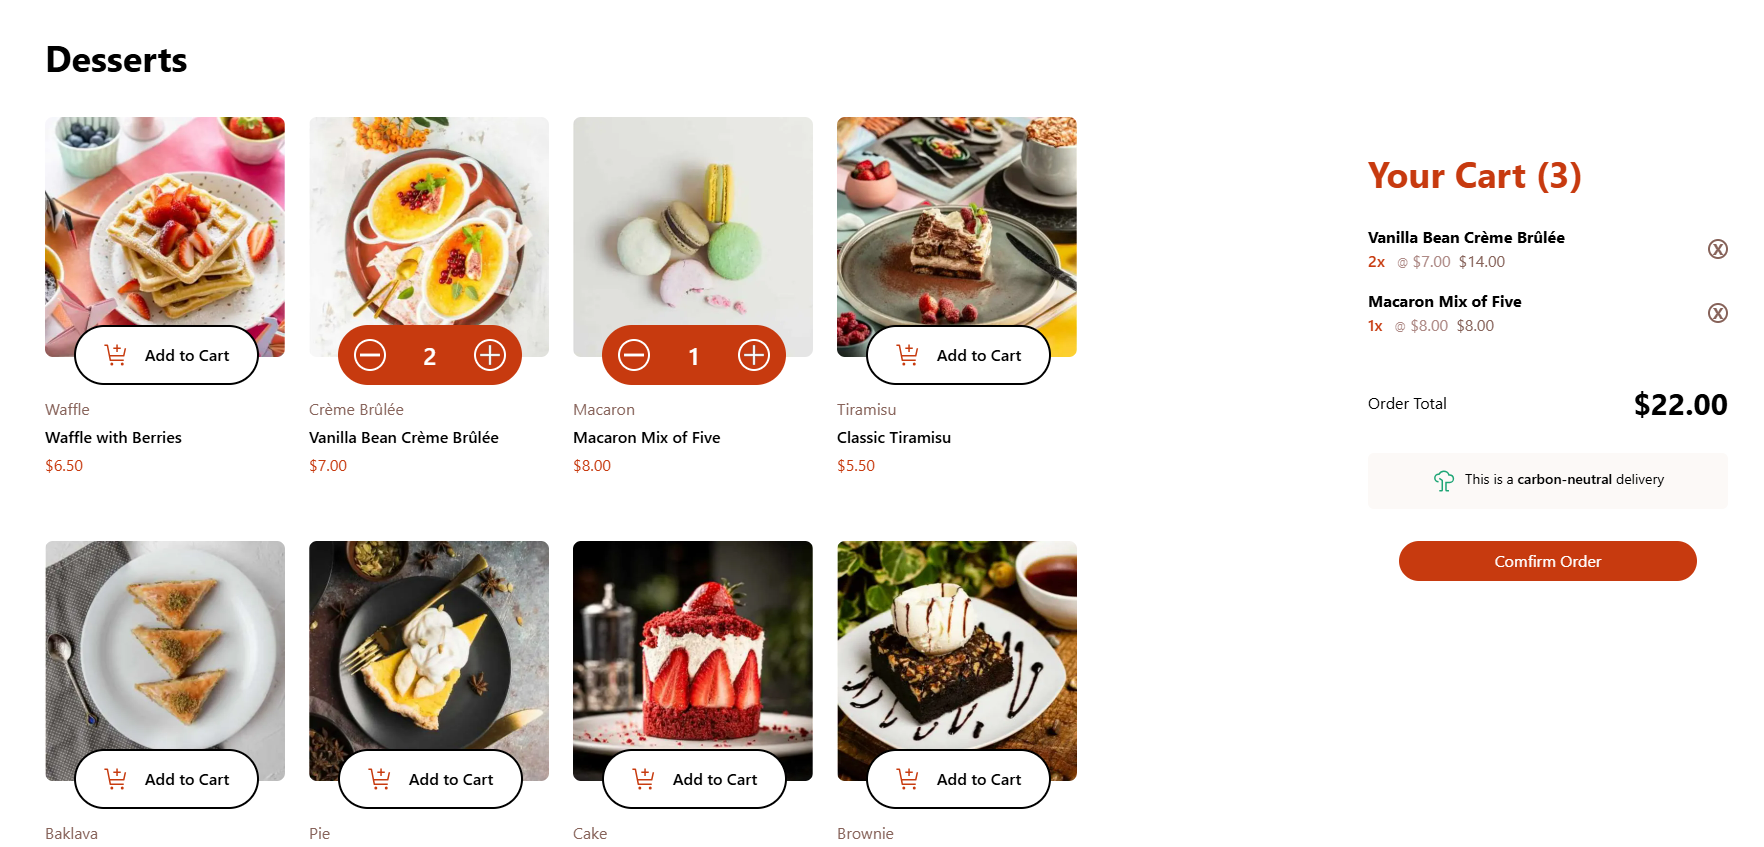 Desserts
Add to Cart
2
1
Add to Cart
Waffle
Crème Brûlée
Macaron
Tiramisu
Waffle with Berries
Vanilla Bean Crème Brûlée
Macaron Mix of Five
Classic Tiramisu
$6.50
$7.00
$8.00
$5.50
Add to Cart
Add to Cart
Add to Cart
Add to Cart
Baklava
Pie
Cake
Brownie
Your Cart (3)
Vanilla Bean Crème Brûlée
2x @ $7.00 $14.00
Macaron Mix of Five
1x @ $8.00 $8.00
Order Total $22.00
This is a carbon-neutral delivery
Comfirm Order